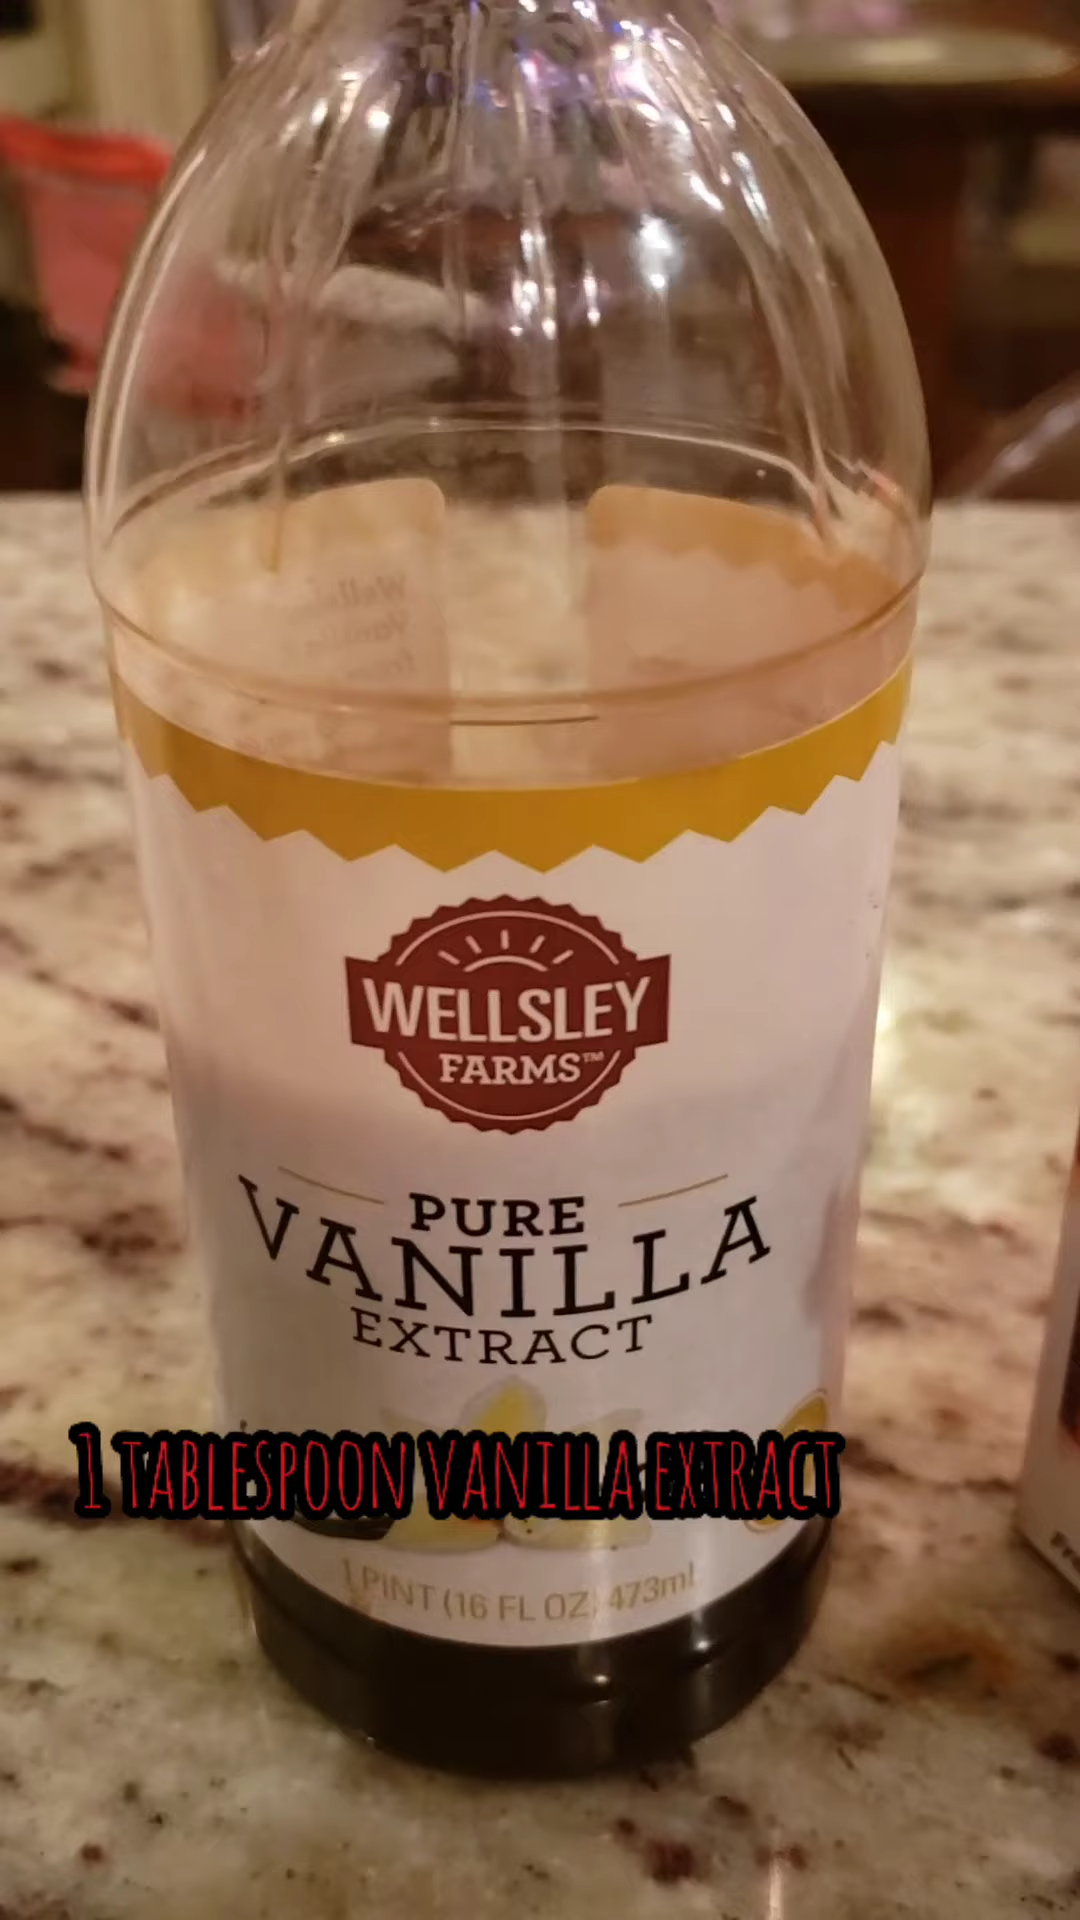 WELLSLEY
FARMS™
PURE
VANILLA
EXTRACT
1 TABLESPOON VANILLA EXTRACT
1 PINT (16 FL OZ) 473ml